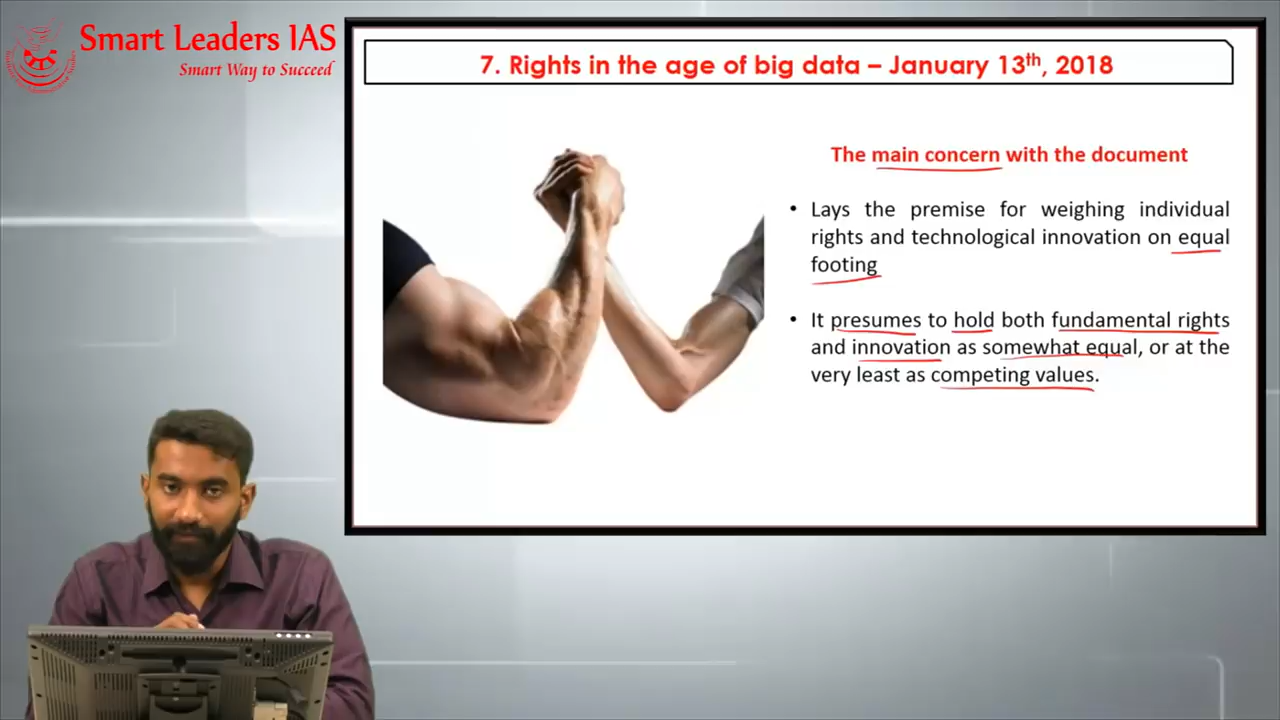 Smart Leaders IAS
Smart Way to Succeed
7. Rights in the age of big data – January 13th, 2018
The main concern with the document
• Lays the premise for weighing individual
rights and technological innovation on equal
footing
• It presumes to hold both fundamental rights
and innovation as somewhat equal, or at the
very least as competing values.